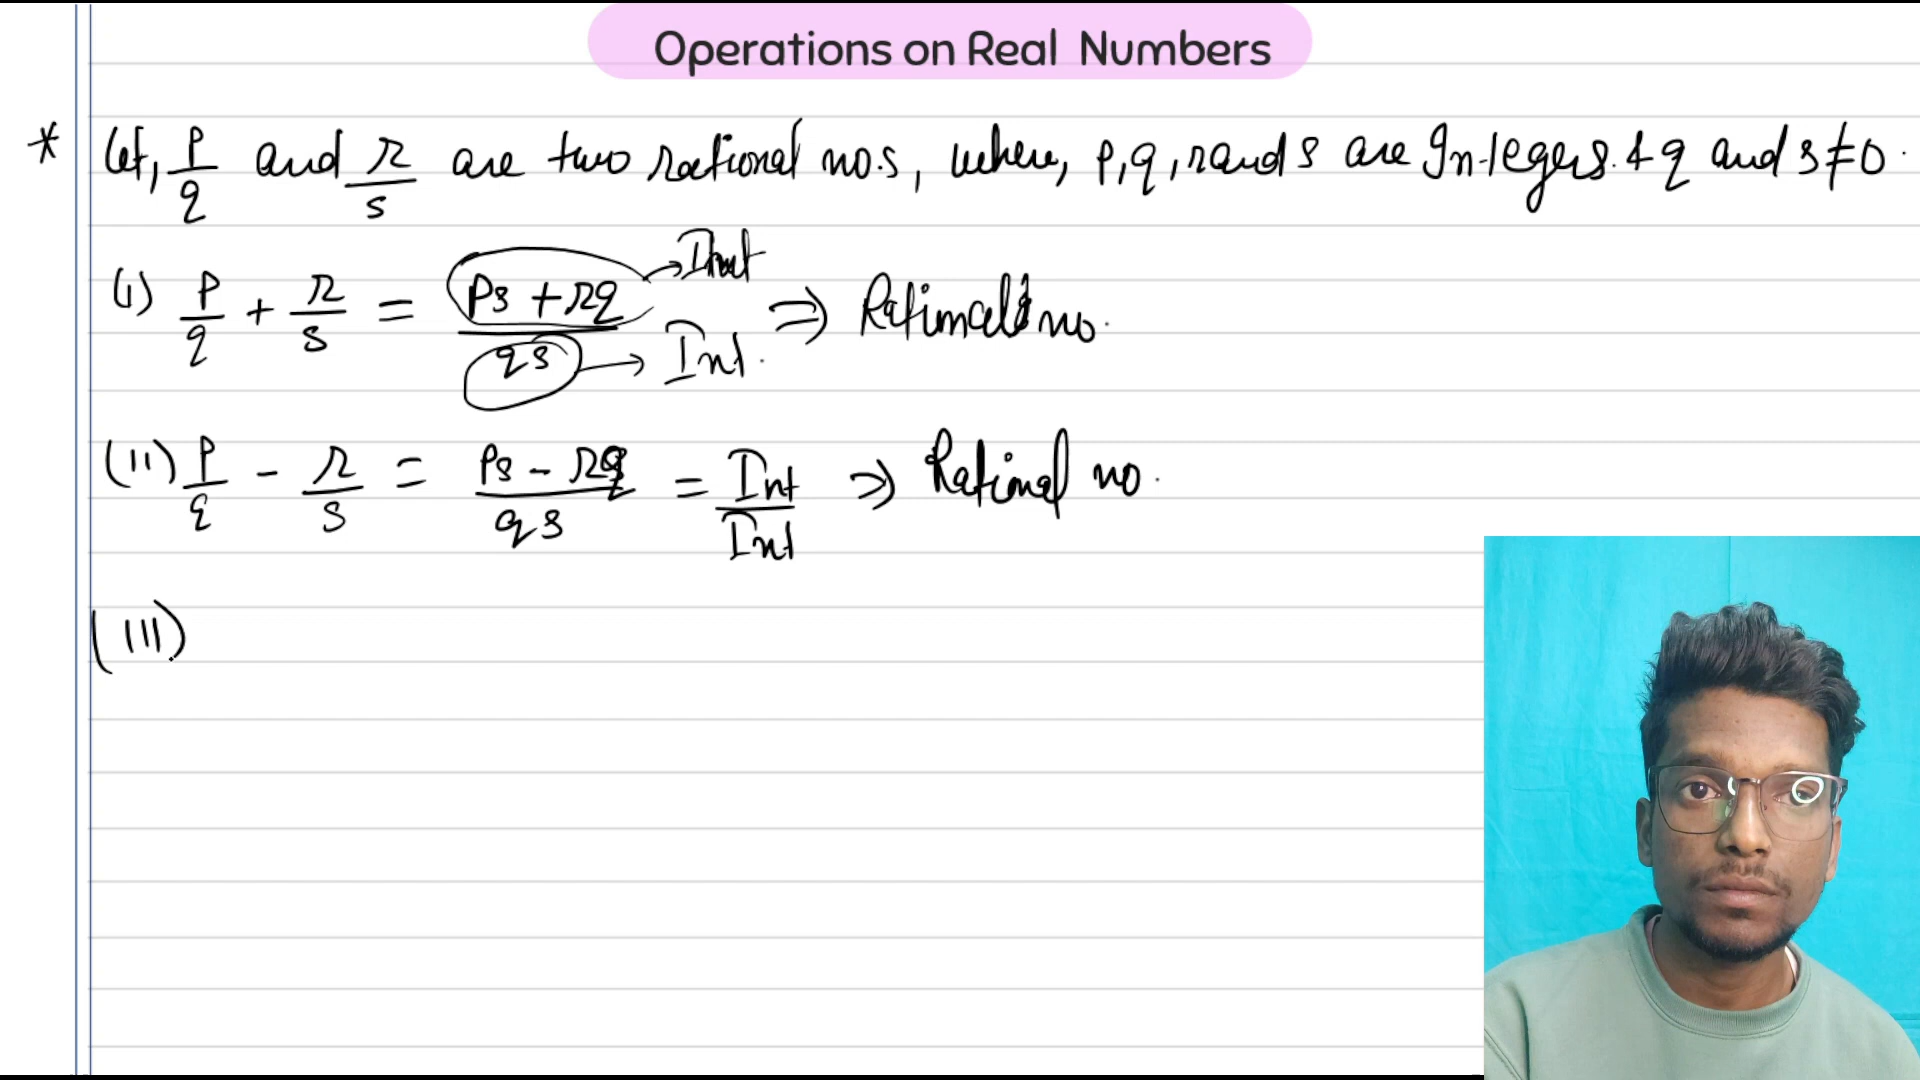 Operations on Real Numbers
* Let, p/q and r/s are two rational no.s, where, p, q, r and s are Integers. & q and s ≠ 0.
(i) p/q + r/s = (ps + rq)/qs → Int → Int. ⇒ Rational no.
(ii) p/q - r/s = (ps - rq)/qs = Int/Int ⇒ Rational no.
(iii)